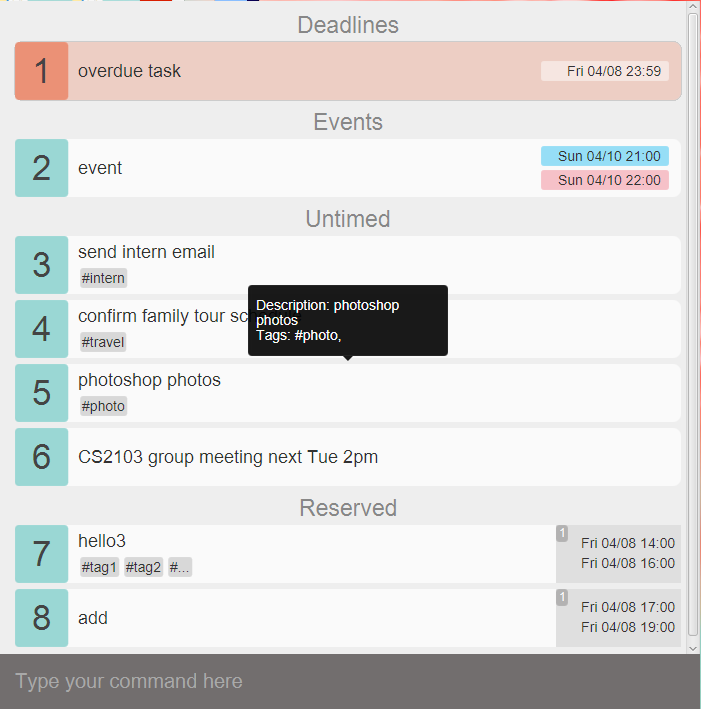 Deadlines
1
overdue task
Fri 04/08 23:59
Events
2
event
Sun 04/10 21:00
Sun 04/10 22:00
Untimed
3
send intern email
#intern
4
confirm family tour
#travel
Description: photoshop
photos
Tags: #photo,
5
photoshop photos
#photo
6
CS2103 group meeting next Tue 2pm
Reserved
7
hello3
#tag1 #tag2 #...
1
Fri 04/08 14:00
Fri 04/08 16:00
8
add
1
Fri 04/08 17:00
Fri 04/08 19:00
Type your command here